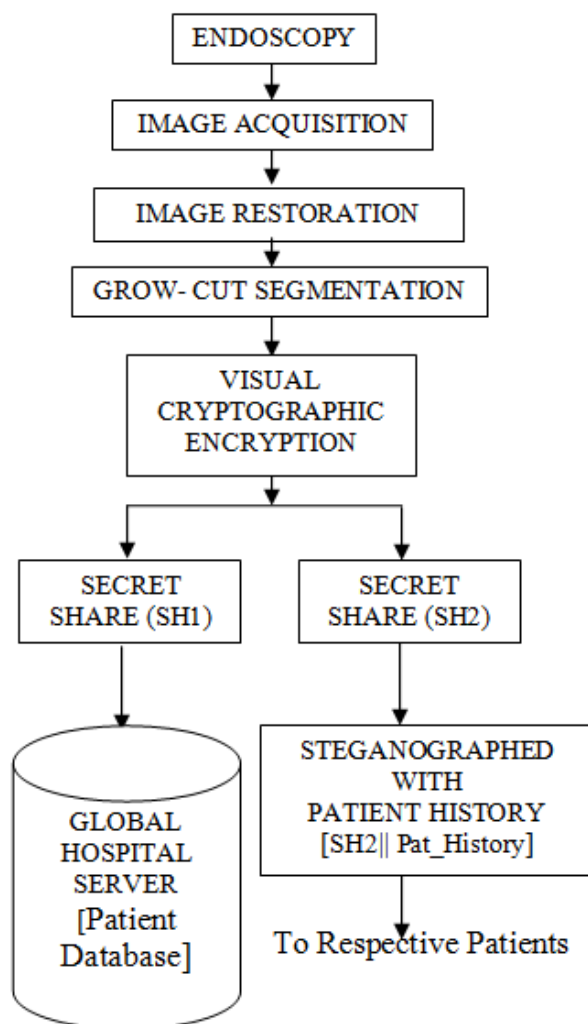 ENDOSCOPY
IMAGE ACQUISITION
IMAGE RESTORATION
GROW- CUT SEGMENTATION
VISUAL
CRYPTOGRAPHIC
ENCRYPTION
SECRET
SHARE (SH1)
SECRET
SHARE (SH2)
GLOBAL
HOSPITAL
SERVER
[Patient
Database]
STEGANOGRAPHED
WITH
PATIENT HISTORY
[SH2|| Pat_History]
To Respective Patients